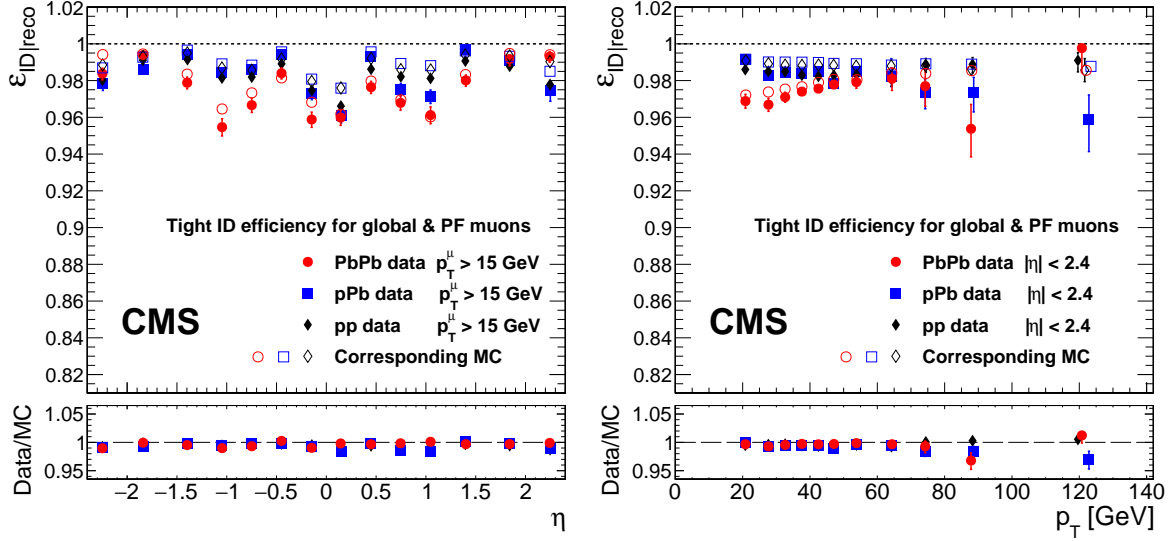 ε_ID|reco
1
0.98
0.96
0.94
0.92
0.9
0.88
0.86
0.84
0.82
Tight ID efficiency for global & PF muons
PbPb data p_T^μ > 15 GeV
pPb data p_T^μ > 15 GeV
pp data p_T^μ > 15 GeV
Corresponding MC
CMS
Data/MC
1.05
1
0.95
−2 −1.5 −1 −0.5 0 0.5 1 1.5 2
η
ε_ID|reco
1
0.98
0.96
0.94
0.92
0.9
0.88
0.86
0.84
0.82
Tight ID efficiency for global & PF muons
PbPb data |η| < 2.4
pPb data |η| < 2.4
pp data |η| < 2.4
Corresponding MC
CMS
Data/MC
1.05
1
0.95
0 20 40 60 80 100 120 140
p_T [GeV]